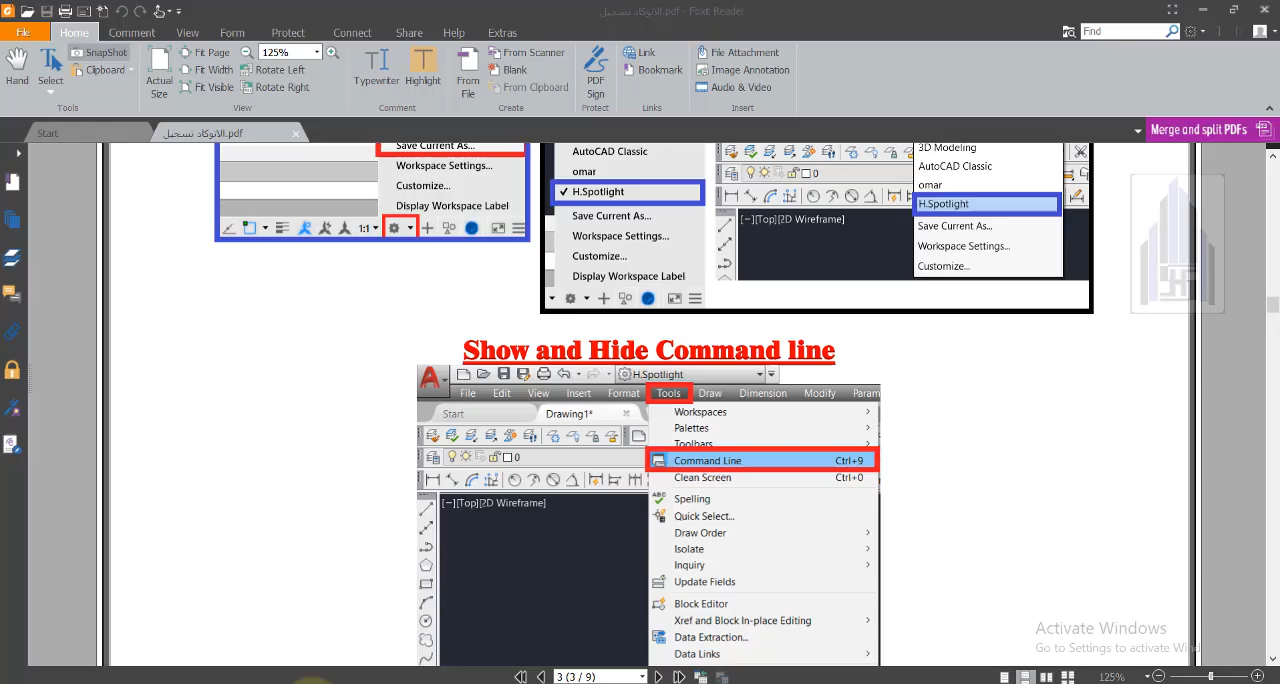 الاتوكاد تسجيل.pdf - Foxit Reader
File Home Comment View Form Protect Connect Share Help Extras
Find
Hand
Select
SnapShot
Clipboard
Tools
Actual Size
Fit Page
Fit Width
Fit Visible
125%
Rotate Left
Rotate Right
View
Typewriter
Highlight
Comment
From File
From Scanner
Blank
From Clipboard
Create
PDF Sign
Protect
Link
Bookmark
Links
File Attachment
Image Annotation
Audio & Video
Insert
Start
الاتوكاد تسجيل.pdf
Merge and split PDFs
Save Current As...
Workspace Settings...
Customize...
Display Workspace Label
1:1
AutoCAD Classic
omar
H.Spotlight
Save Current As...
Workspace Settings...
Customize...
Display Workspace Label
0
[−][Top][2D Wireframe]
3D Modeling
AutoCAD Classic
omar
H.Spotlight
Save Current As...
Workspace Settings...
Customize...
Show and Hide Command line
H.Spotlight
File Edit View Insert Format Tools Draw Dimension Modify Param
Start
Drawing1*
0
[−][Top][2D Wireframe]
Workspaces
Palettes
Toolbars
Command Line Ctrl+9
Clean Screen Ctrl+0
ABC
Spelling
Quick Select...
Draw Order
Isolate
Inquiry
Update Fields
Block Editor
Xref and Block In-place Editing
Data Extraction...
Data Links
Activate Windows
Go to Settings to activate Win
3 (3 / 9)
125%